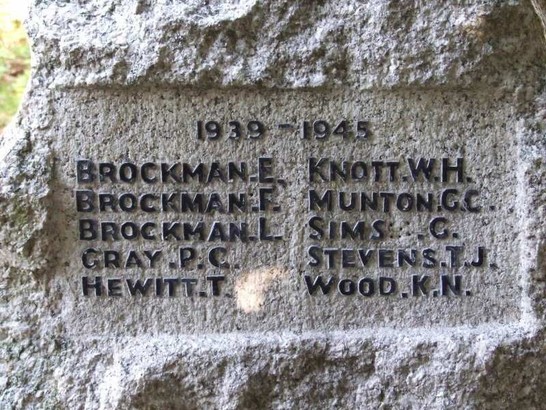 1939-1945
BROCKMAN.E. KNOTT.W.H.
BROCKMAN.F. MUNTON.G.C.
BROCKMAN.L. SIMS. G.
GRAY.P.C. STEVENS.T.J.
HEWITT.T. WOOD.K.N.